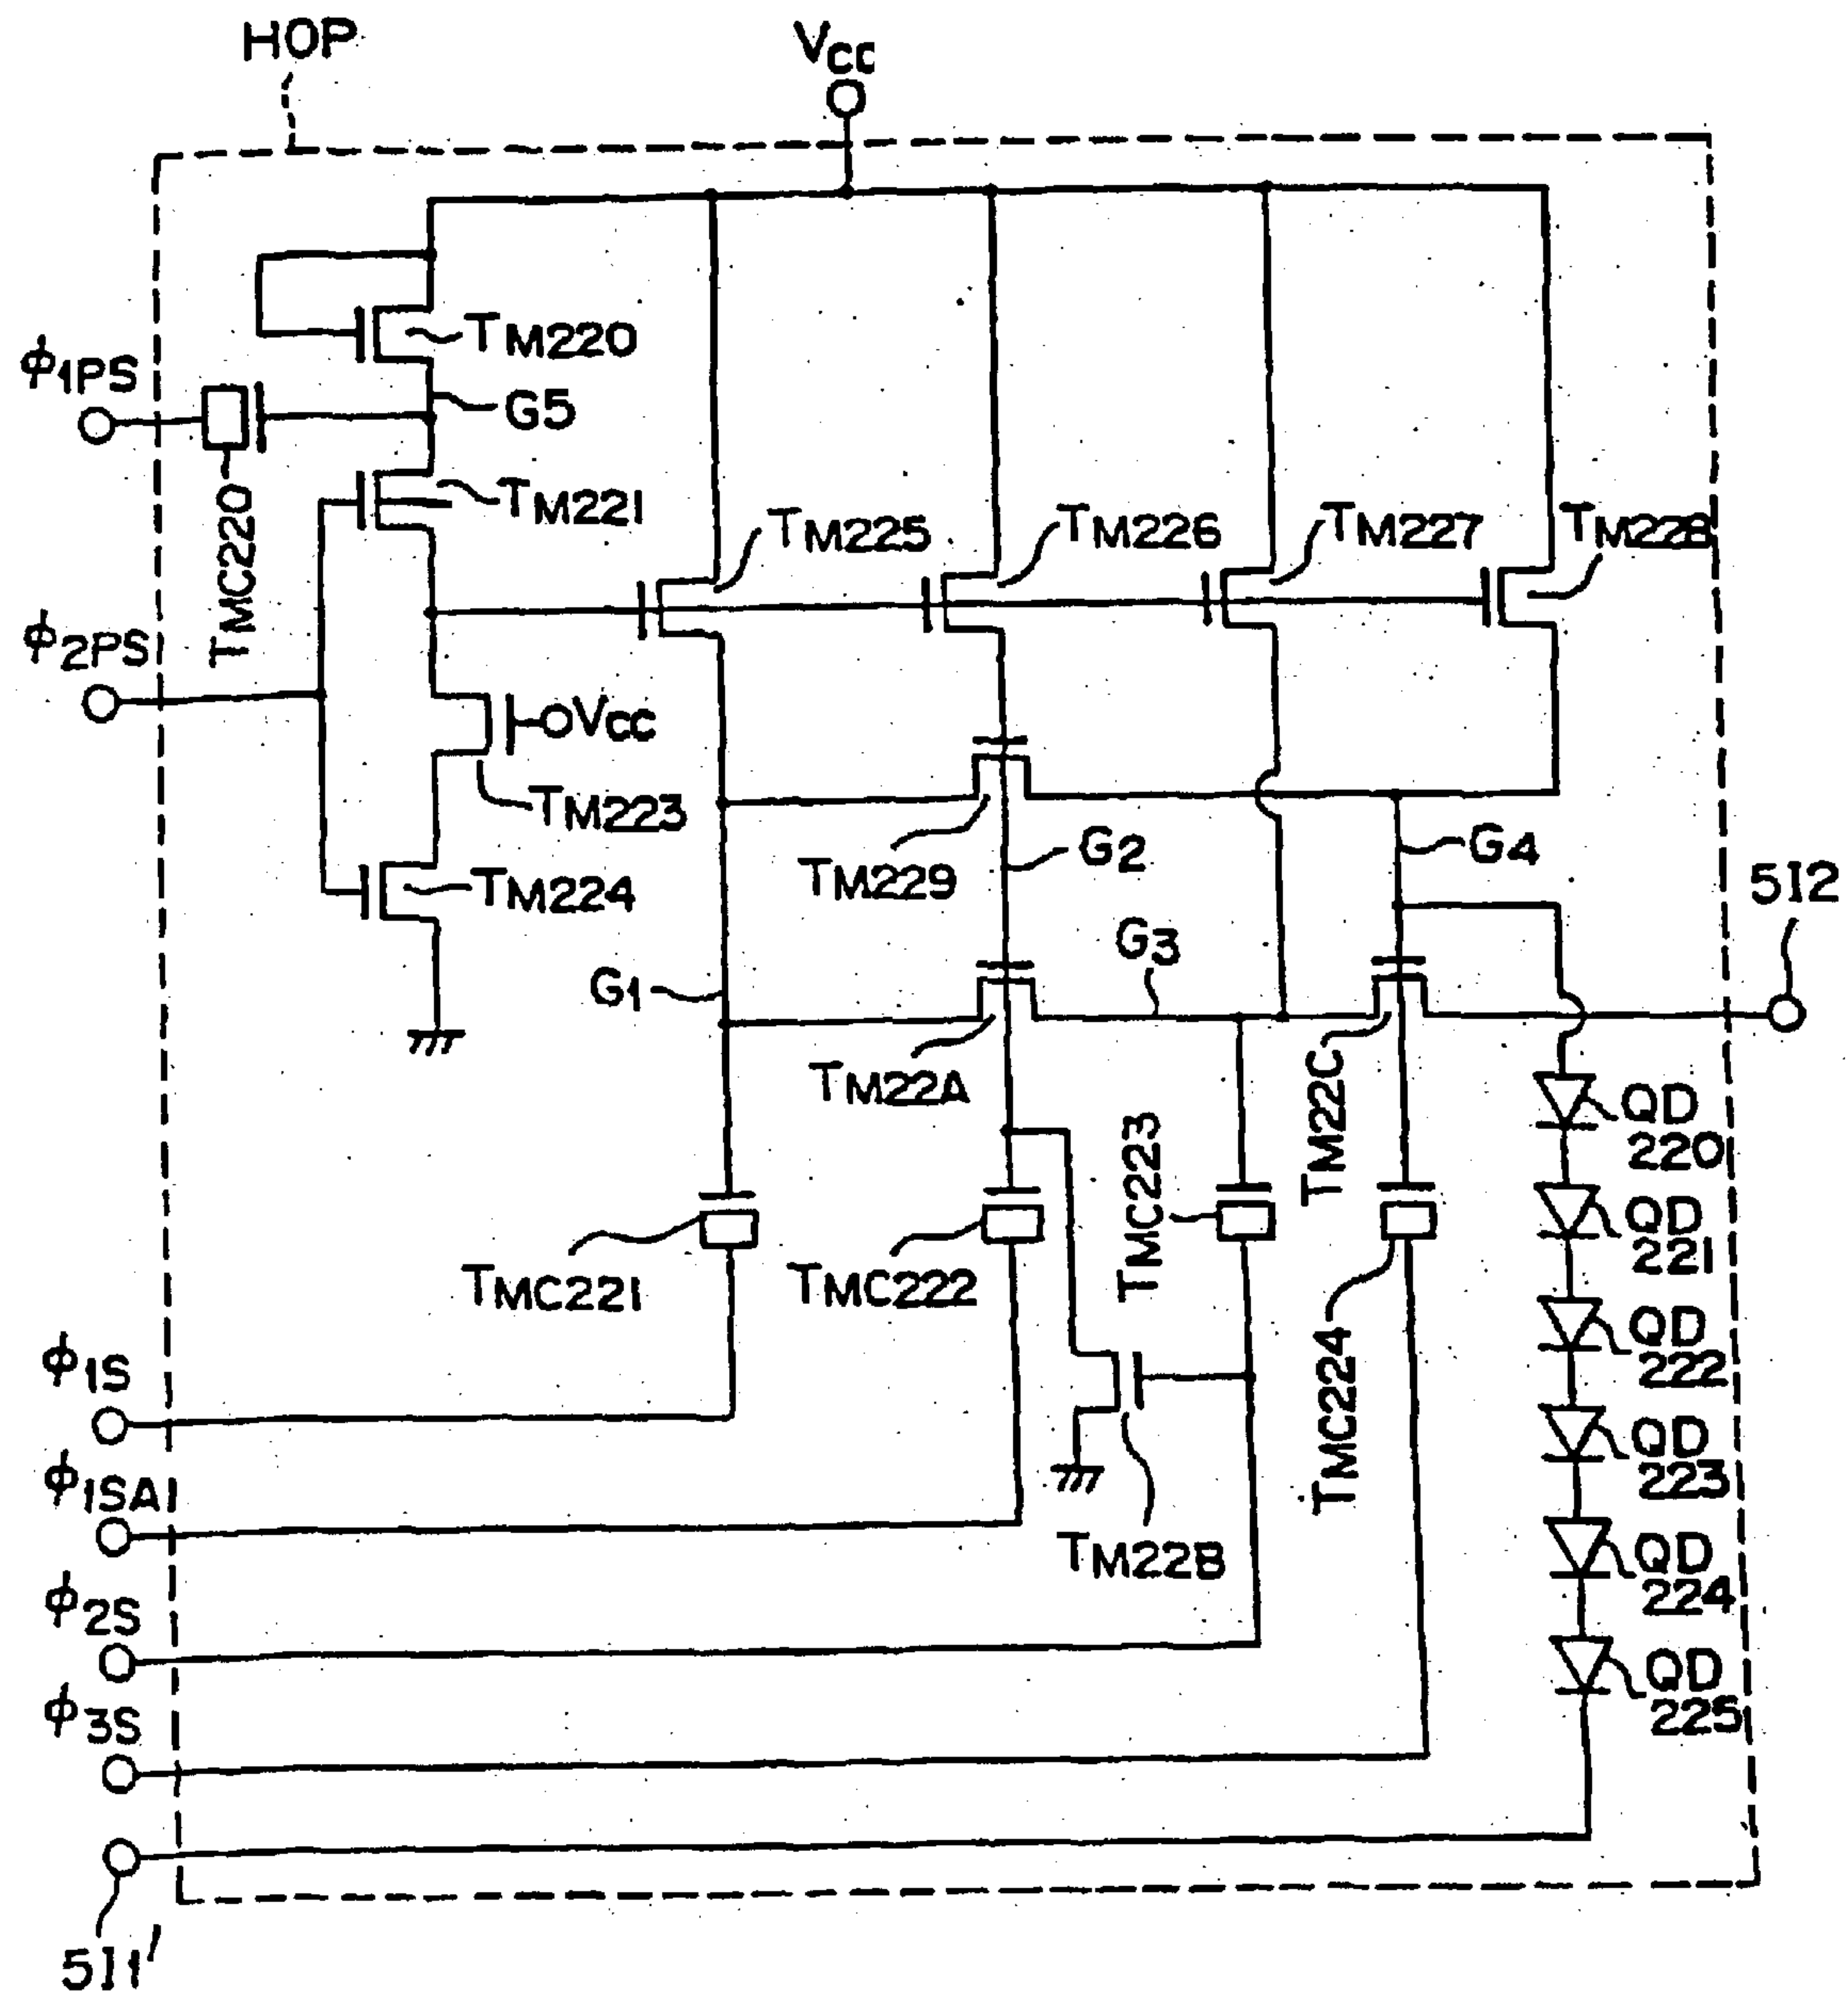 HOP
VCC
TM220
ϕ1PS
G5
TMC220
TM221
TM225
TM226
TM227
TM228
ϕ2PS
VCC
TM223
TM229
G2
G4
TM224
512
G1
G3
TM22A
TM22C
QD
220
TMC223
QD
221
TMC221
TMC222
QD
222
TMC224
ϕ1S
QD
223
ϕ1SA
TM22B
QD
224
ϕ2S
QD
225
ϕ3S
511'